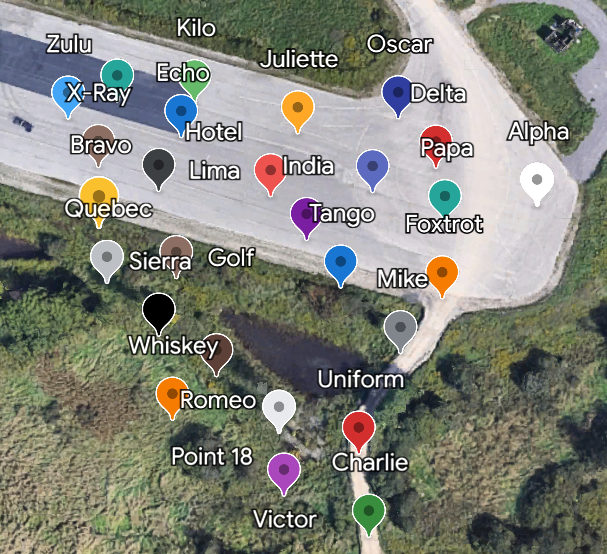 Kilo
Zulu
Oscar
Juliette
Echo
X-Ray
Delta
Alpha
Hotel
Bravo
Papa
India
Lima
Quebec
Tango
Foxtrot
Golf
Sierra
Mike
Whiskey
Uniform
Romeo
Point 18
Charlie
Victor